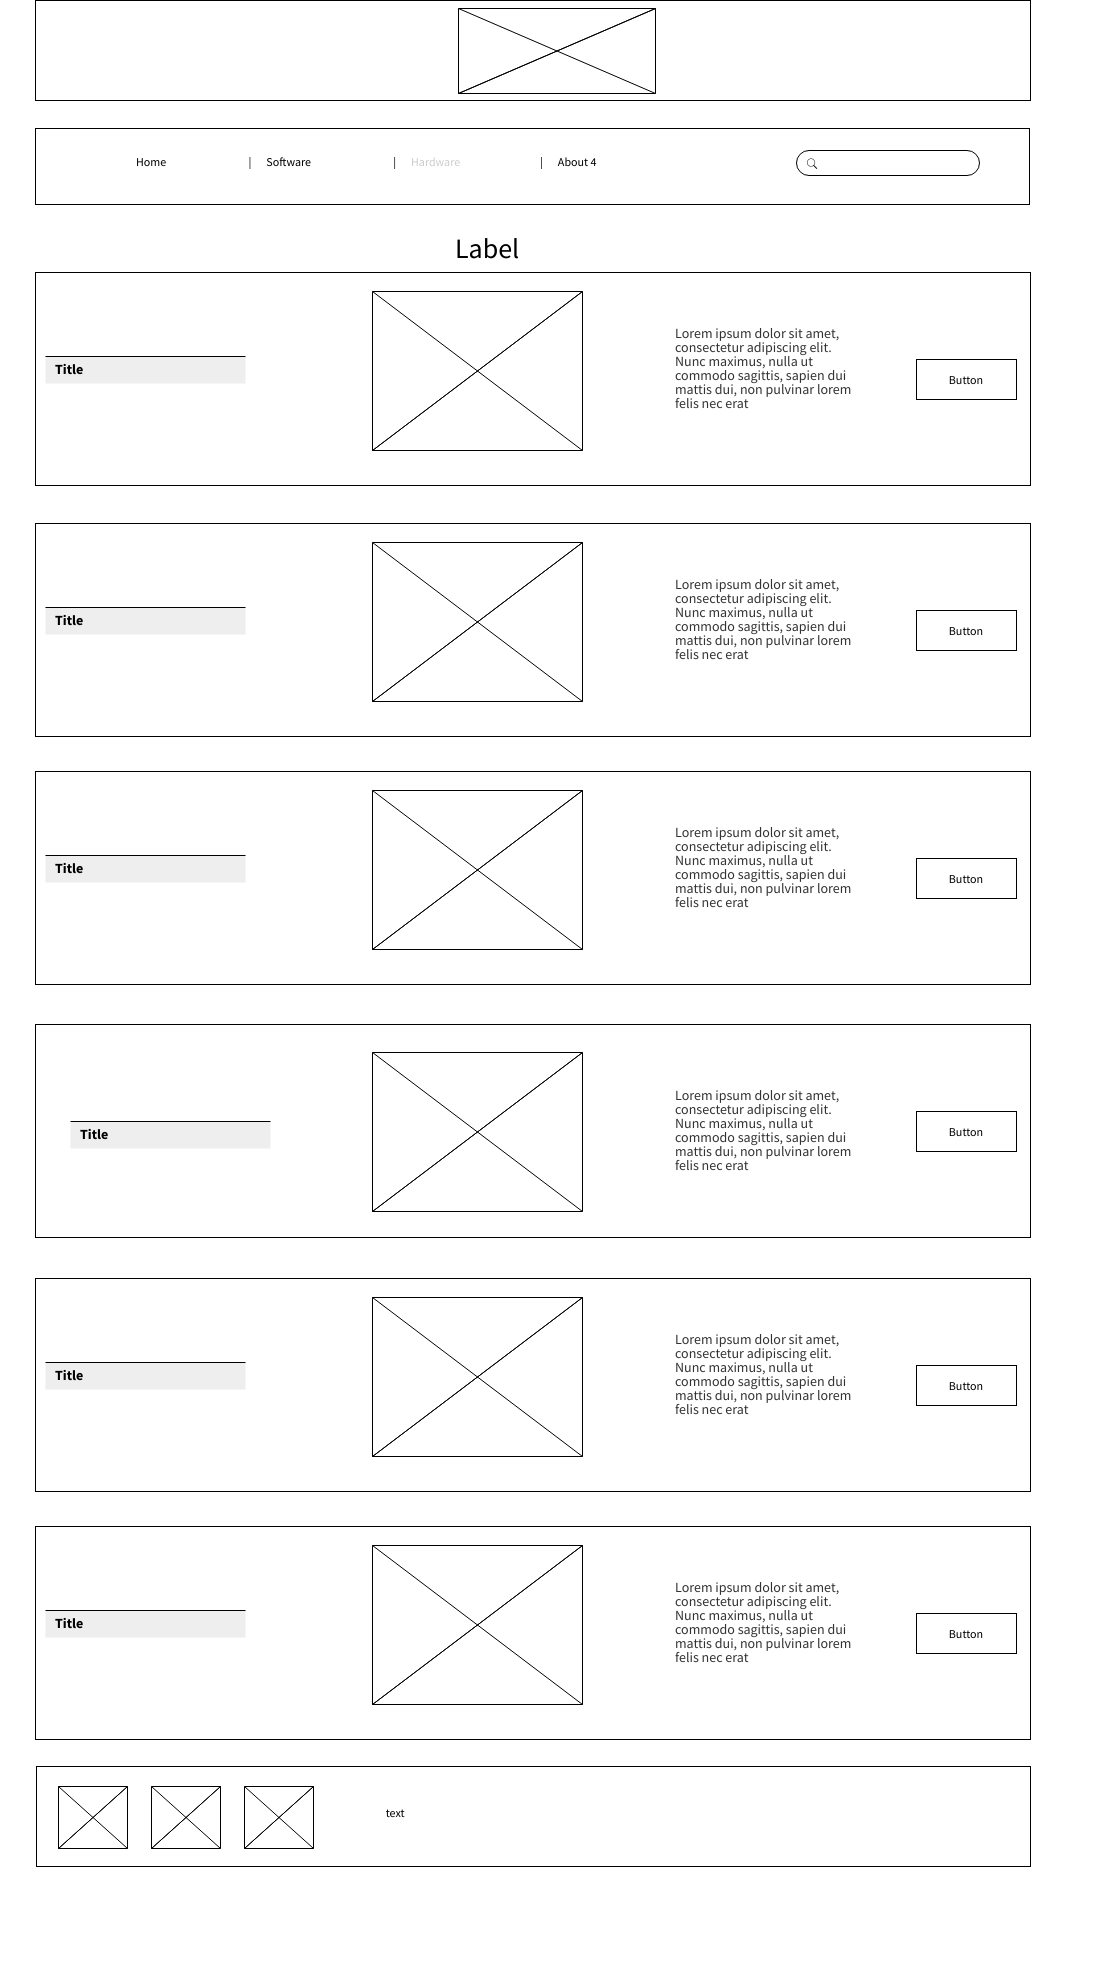 Home | Software | Hardware | About 4
Label
Title
Lorem ipsum dolor sit amet,
consectetur adipiscing elit.
Nunc maximus, nulla ut
commodo sagittis, sapien dui
mattis dui, non pulvinar lorem
felis nec erat
Button
Title
Lorem ipsum dolor sit amet,
consectetur adipiscing elit.
Nunc maximus, nulla ut
commodo sagittis, sapien dui
mattis dui, non pulvinar lorem
felis nec erat
Button
Title
Lorem ipsum dolor sit amet,
consectetur adipiscing elit.
Nunc maximus, nulla ut
commodo sagittis, sapien dui
mattis dui, non pulvinar lorem
felis nec erat
Button
Title
Lorem ipsum dolor sit amet,
consectetur adipiscing elit.
Nunc maximus, nulla ut
commodo sagittis, sapien dui
mattis dui, non pulvinar lorem
felis nec erat
Button
Title
Lorem ipsum dolor sit amet,
consectetur adipiscing elit.
Nunc maximus, nulla ut
commodo sagittis, sapien dui
mattis dui, non pulvinar lorem
felis nec erat
Button
Title
Lorem ipsum dolor sit amet,
consectetur adipiscing elit.
Nunc maximus, nulla ut
commodo sagittis, sapien dui
mattis dui, non pulvinar lorem
felis nec erat
Button
text